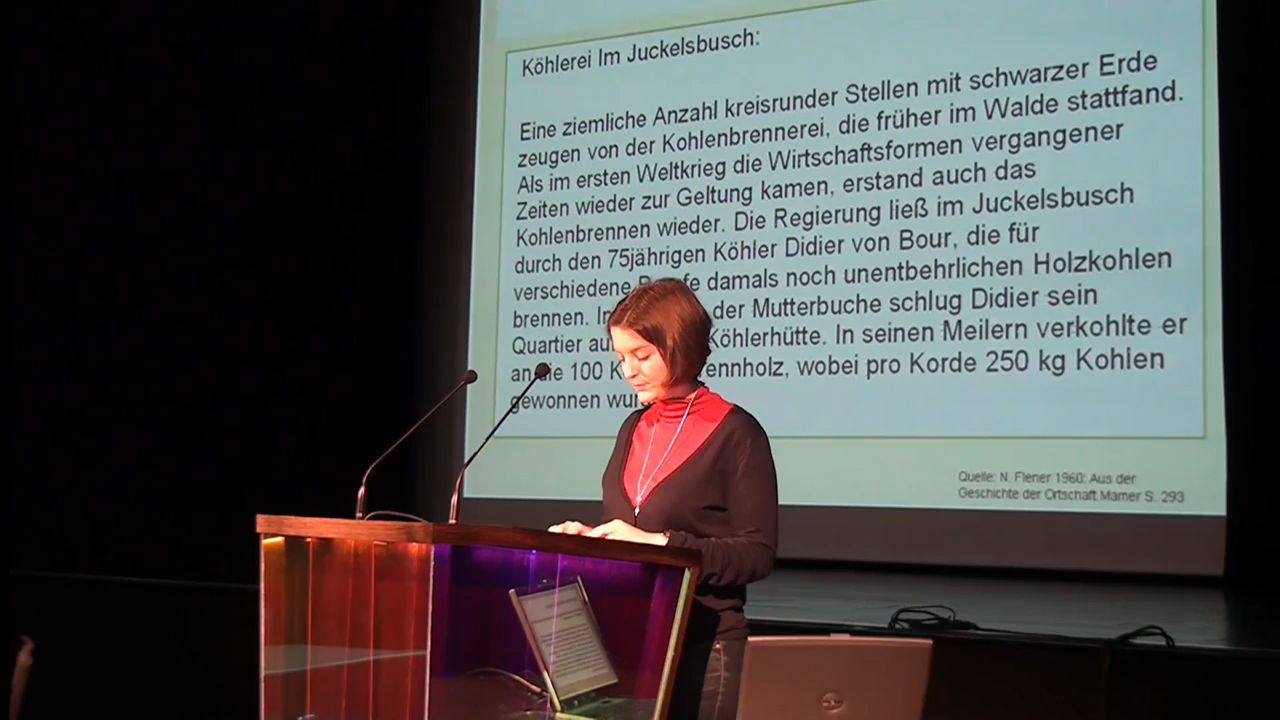 Köhlerei Im Juckelsbusch:
Eine ziemliche Anzahl kreisrunder Stellen mit schwarzer Erde
zeugen von der Kohlenbrennerei, die früher im Walde stattfand.
Als im ersten Weltkrieg die Wirtschaftsformen vergangener
Zeiten wieder zur Geltung kamen, erstand auch das
Kohlenbrennen wieder. Die Regierung ließ im Juckelsbusch
durch den 75jährigen Köhler Didier von Bour, die für
verschiedene damals noch unentbehrlichen Holzkohlen
brennen. der Mutterbuche schlug Didier sein
Quartier Köhlerhütte. In seinen Meilern verkohlte er
an die 100 wobei pro Korde 250 kg Kohlen
gewonnen
Quelle: N. Flener 1960: Aus der
Geschichte der Ortschaft Mamer S. 293